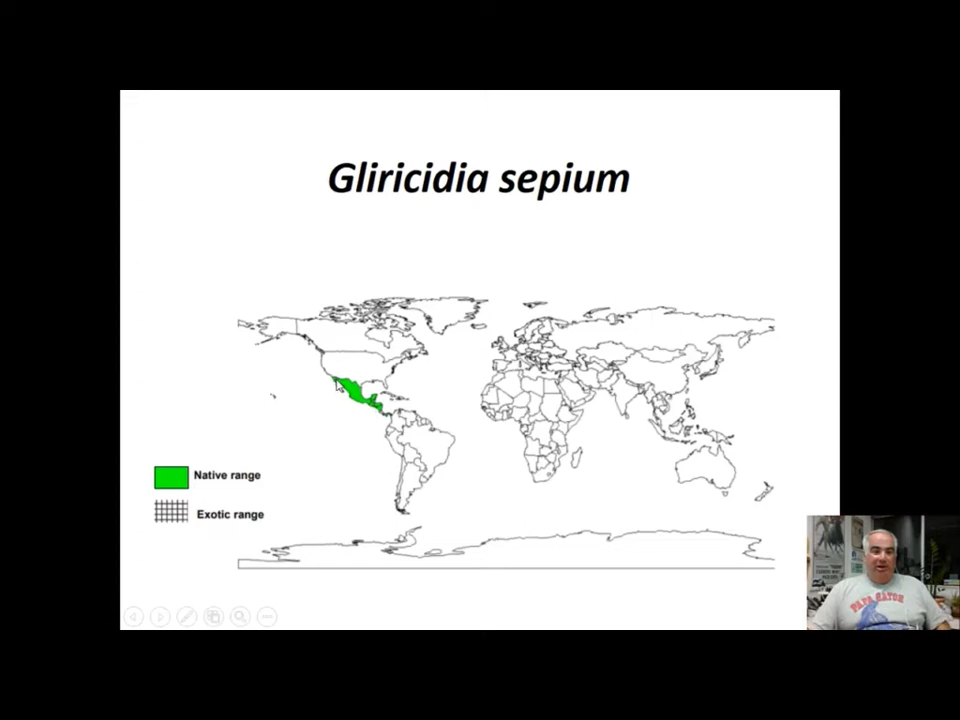 Gliricidia sepium
Native range
Exotic range
PAPA GATOR